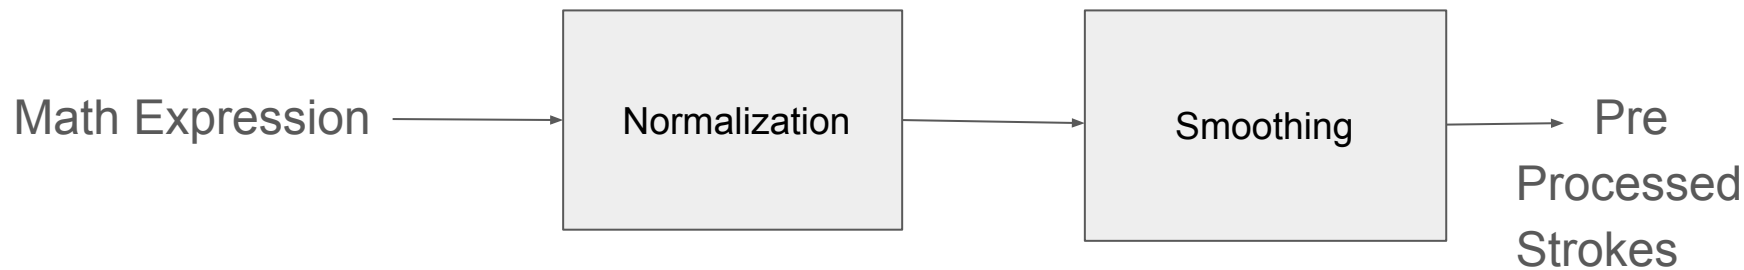 Math Expression
Normalization
Smoothing
Pre
Processed
Strokes